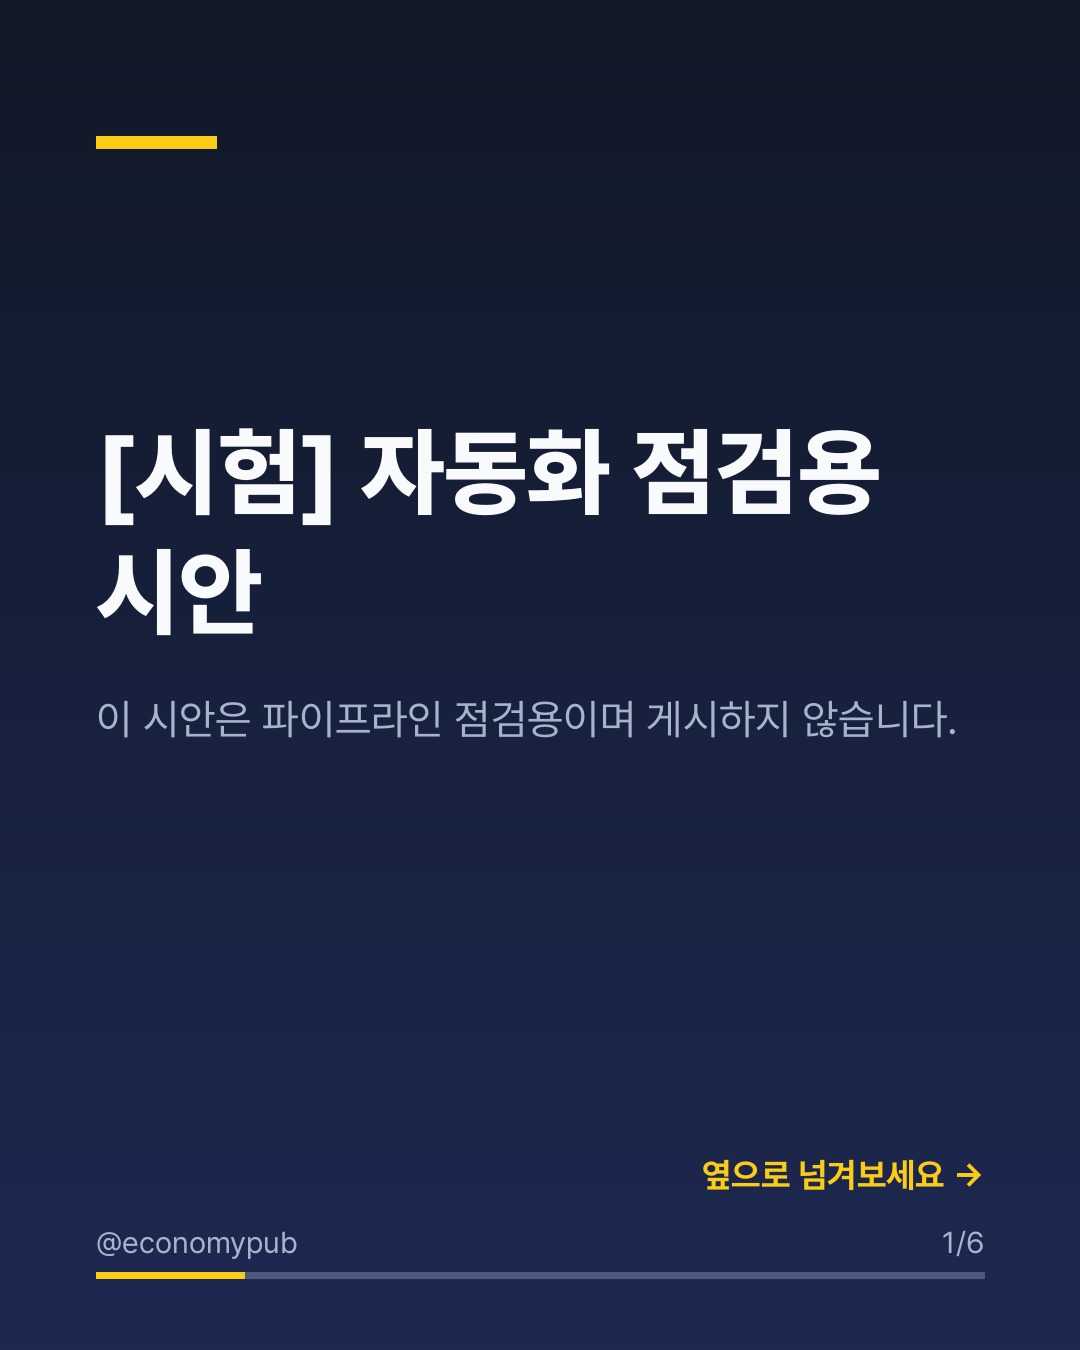 [시험] 자동화 점검용
시안
이 시안은 파이프라인 점검용이며 게시하지 않습니다.
옆으로 넘겨보세요 →
@economypub
1/6